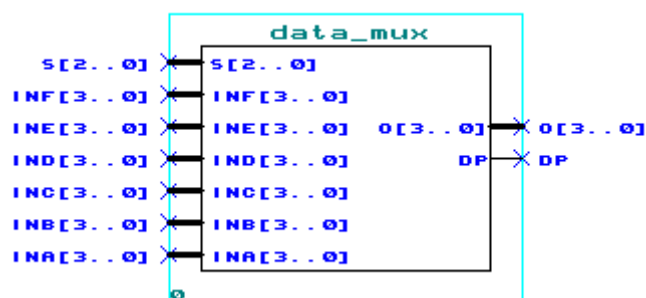 data_mux
S[2..0] S[2..0]
INF[3..0] INF[3..0]
INE[3..0] INE[3..0] O[3..0] O[3..0]
IND[3..0] IND[3..0] DP DP
INC[3..0] INC[3..0]
INB[3..0] INB[3..0]
INA[3..0] INA[3..0]
0